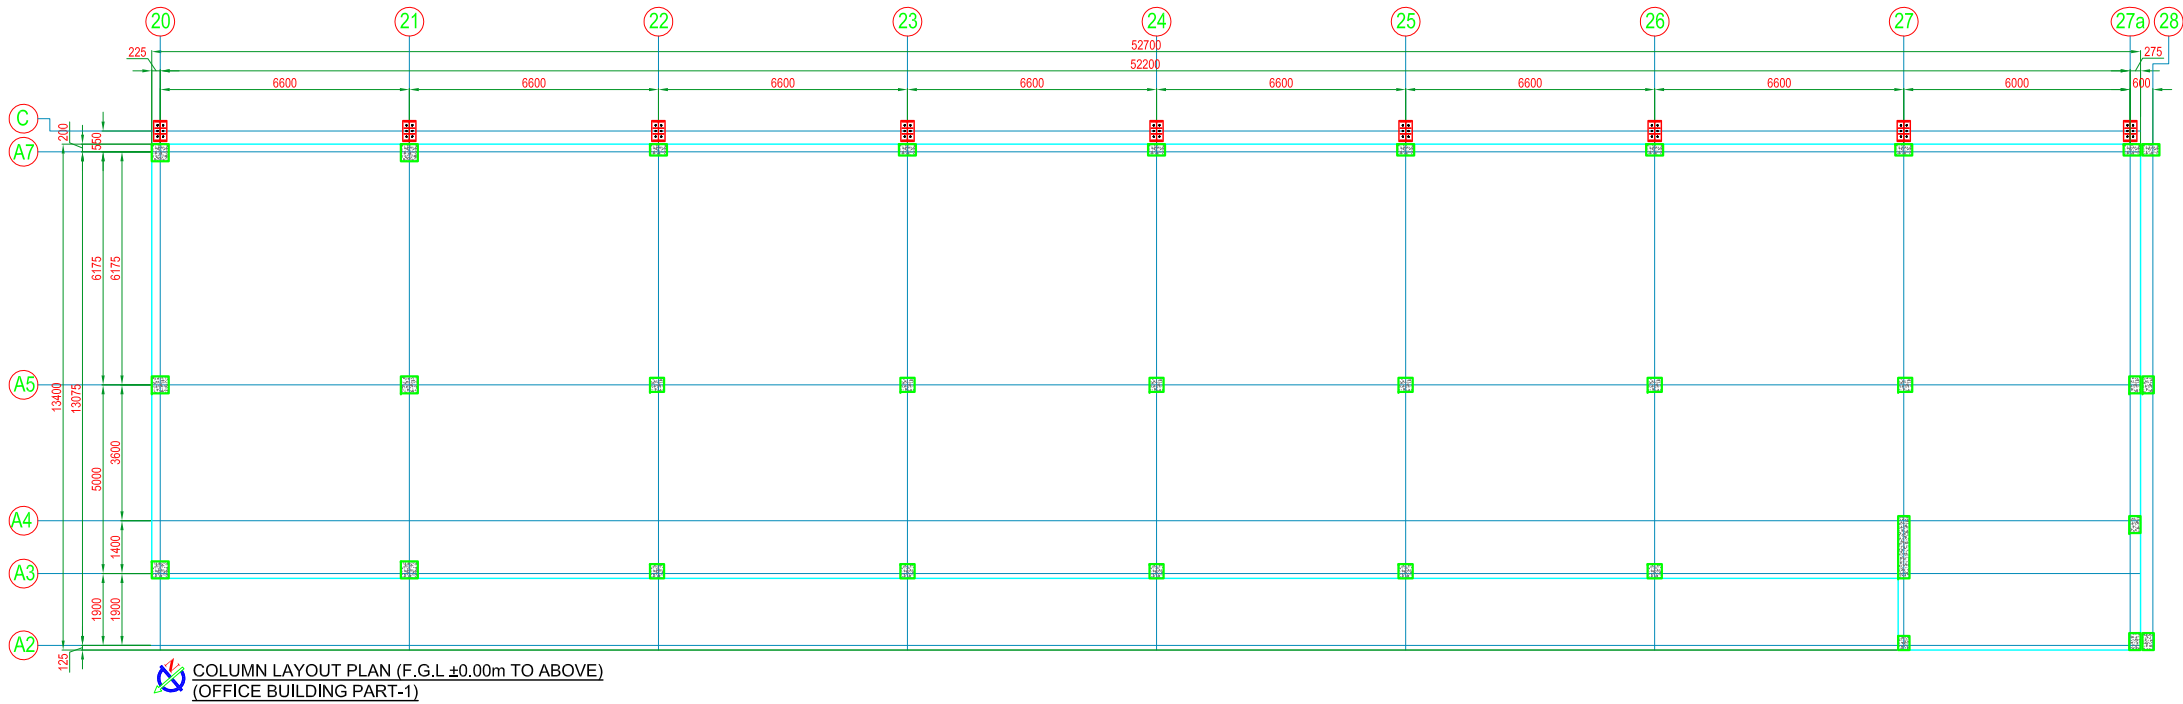 20 21 22 23 24 25 26 27 27a 28
52700
225 275
52200
6600 6600 6600 6600 6600 6600 6600 6000 600
C
200
550
A7
6175 6175
A5
13400 13075
3600
5000
A4
1400
A3
1900 1900
A2
125
COLUMN LAYOUT PLAN (F.G.L ±0.00m TO ABOVE)
(OFFICE BUILDING PART-1)